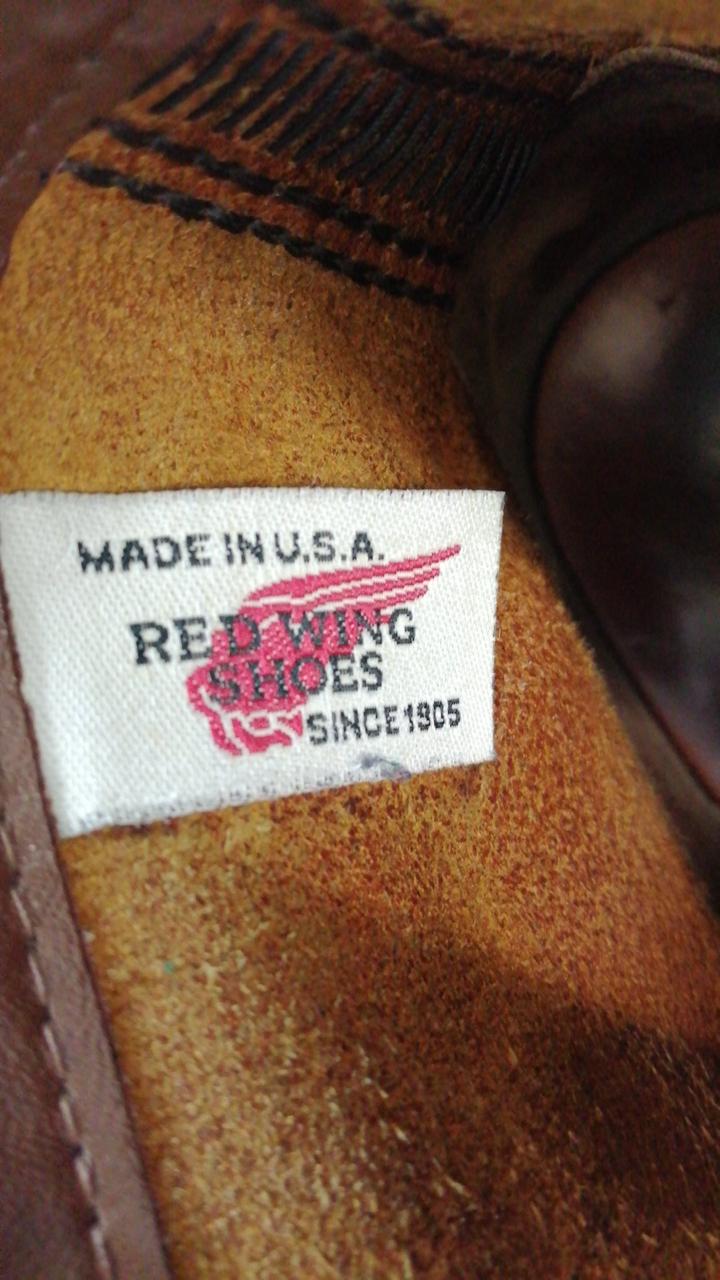 MADE IN U.S.A.
RED WING
SHOES
SINCE 1905